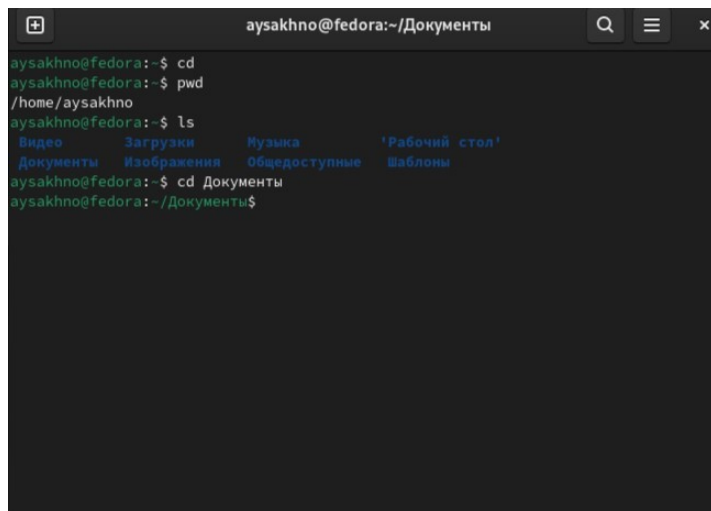 aysakhno@fedora:~/Документы
aysakhno@fedora:~$ cd
aysakhno@fedora:~$ pwd
/home/aysakhno
aysakhno@fedora:~$ ls
Видео Загрузки Музыка 'Рабочий стол'
Документы Изображения Общедоступные Шаблоны
aysakhno@fedora:~$ cd Документы
aysakhno@fedora:~/Документы$